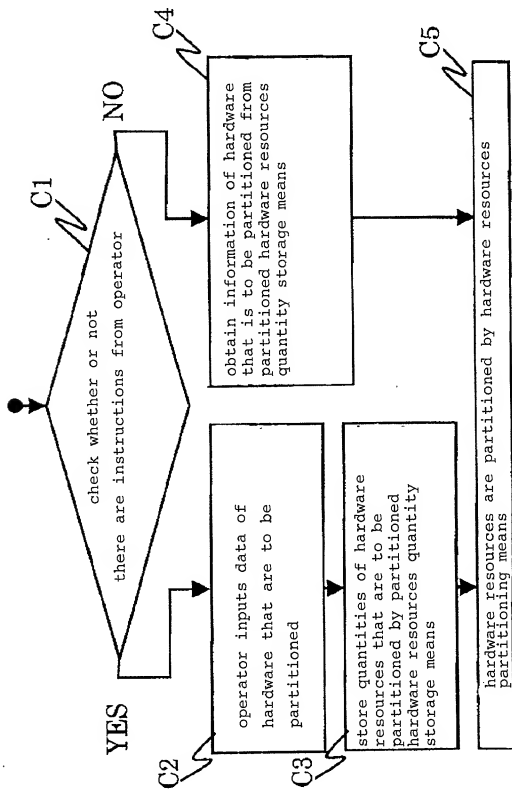 C1
check whether or not
there are instructions from operator
YES
NO
C2
operator inputs data of
hardware that are to be
partitioned
C4
obtain information of hardware
that is to be partitioned from
partitioned hardware resources
quantity storage means
C3
store quantities of hardware
resources that are to be
partitioned by partitioned
hardware resources quantity
storage means
C5
hardware resources are partitioned by hardware resources
partitioning means